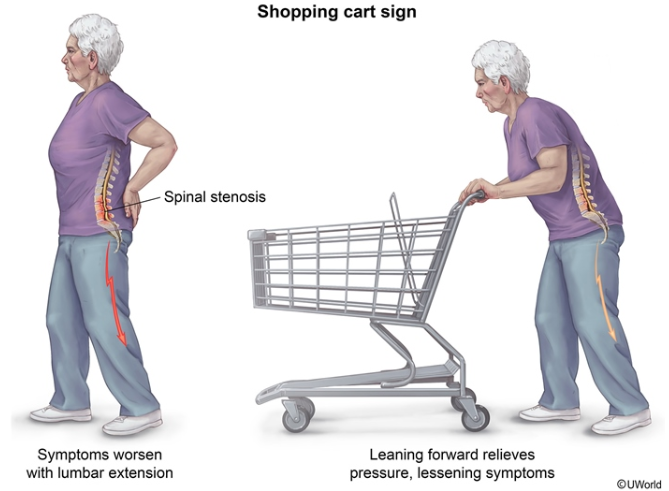 Shopping cart sign
Spinal stenosis
Symptoms worsen
with lumbar extension
Leaning forward relieves
pressure, lessening symptoms
©UWorld